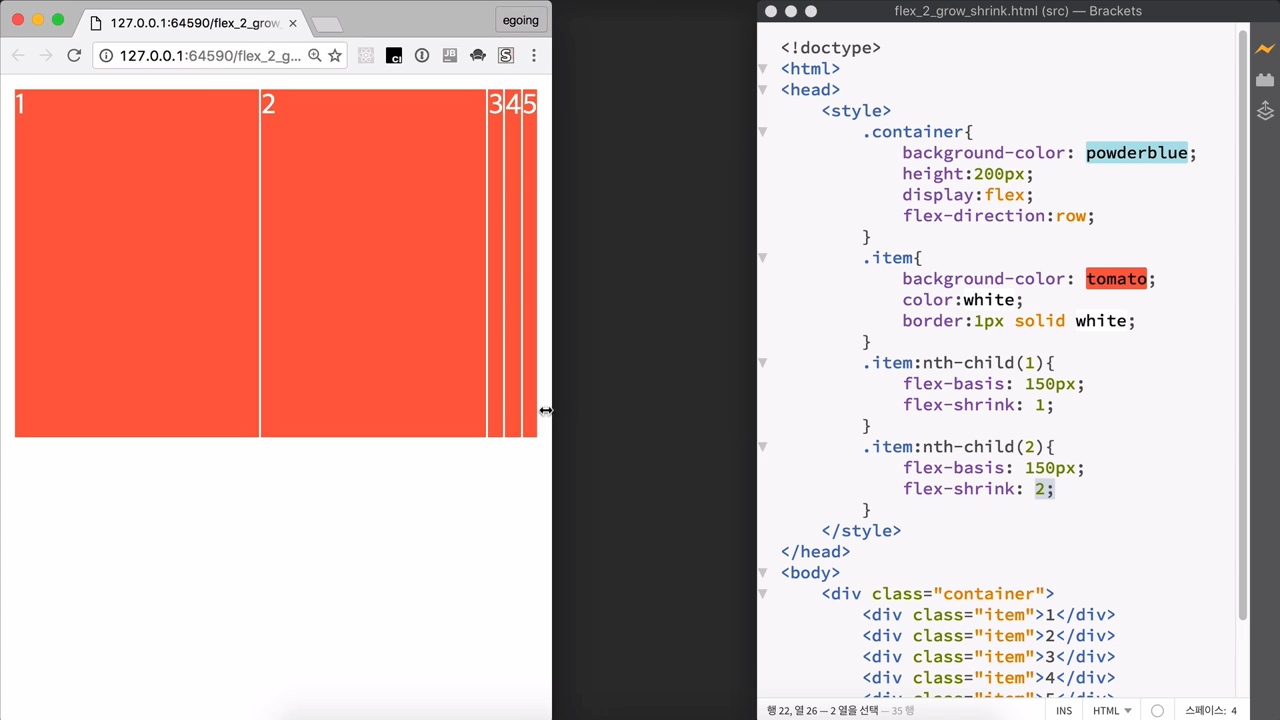 127.0.0.1:64590/flex_2_grow_
egoing
127.0.0.1:64590/flex_2_g...
1
2
3
4
5
flex_2_grow_shrink.html (src) — Brackets
<!doctype>
<html>
<head>
<style>
.container{
background-color: powderblue;
height:200px;
display:flex;
flex-direction:row;
}
.item{
background-color: tomato;
color:white;
border:1px solid white;
}
.item:nth-child(1){
flex-basis: 150px;
flex-shrink: 1;
}
.item:nth-child(2){
flex-basis: 150px;
flex-shrink: 2;
}
</style>
</head>
<body>
<div class="container">
<div class="item">1</div>
<div class="item">2</div>
<div class="item">3</div>
<div class="item">4</div>
행 22, 열 26 — 2 열을 선택 — 35 행
INS
HTML
스페이스: 4